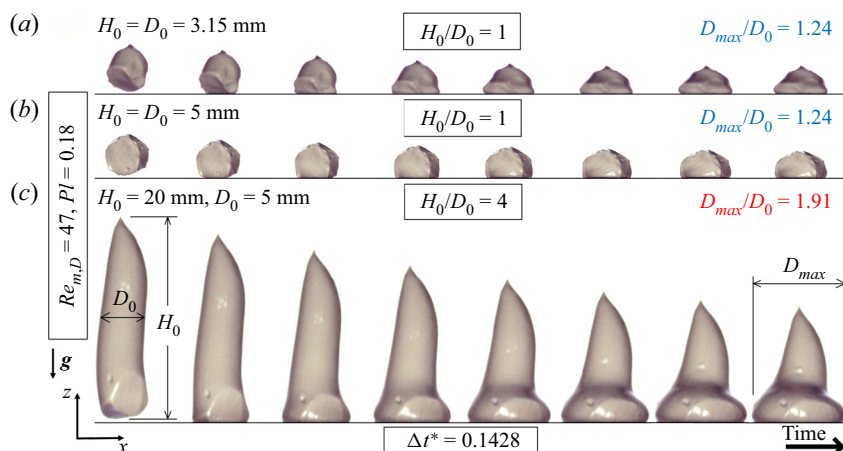 (a) H₀ = D₀ = 3.15 mm H₀/D₀ = 1 Dₘₐₓ/D₀ = 1.24
(b) H₀ = D₀ = 5 mm H₀/D₀ = 1 Dₘₐₓ/D₀ = 1.24
(c) H₀ = 20 mm, D₀ = 5 mm H₀/D₀ = 4 Dₘₐₓ/D₀ = 1.91
Re_{m,D} = 47, Pl = 0.18
D₀
H₀
Dₘₐₓ
g
z
x
Δt* = 0.1428
Time